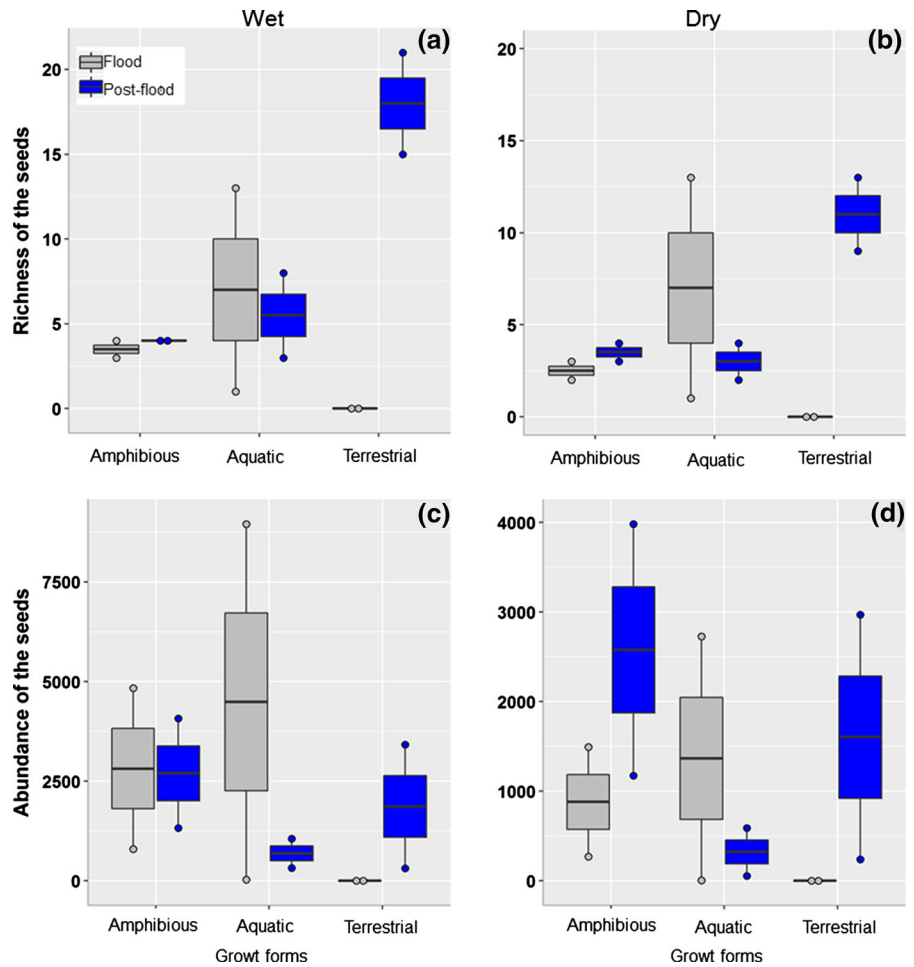 Wet
Dry
(a)
(b)
Flood
Post-flood
Richness of the seeds
20
15
10
5
0
20
15
10
5
0
Amphibious Aquatic Terrestrial
Amphibious Aquatic Terrestrial
(c)
(d)
Abundance of the seeds
7500
5000
2500
0
4000
3000
2000
1000
0
Amphibious Aquatic Terrestrial
Amphibious Aquatic Terrestrial
Growt forms
Growt forms